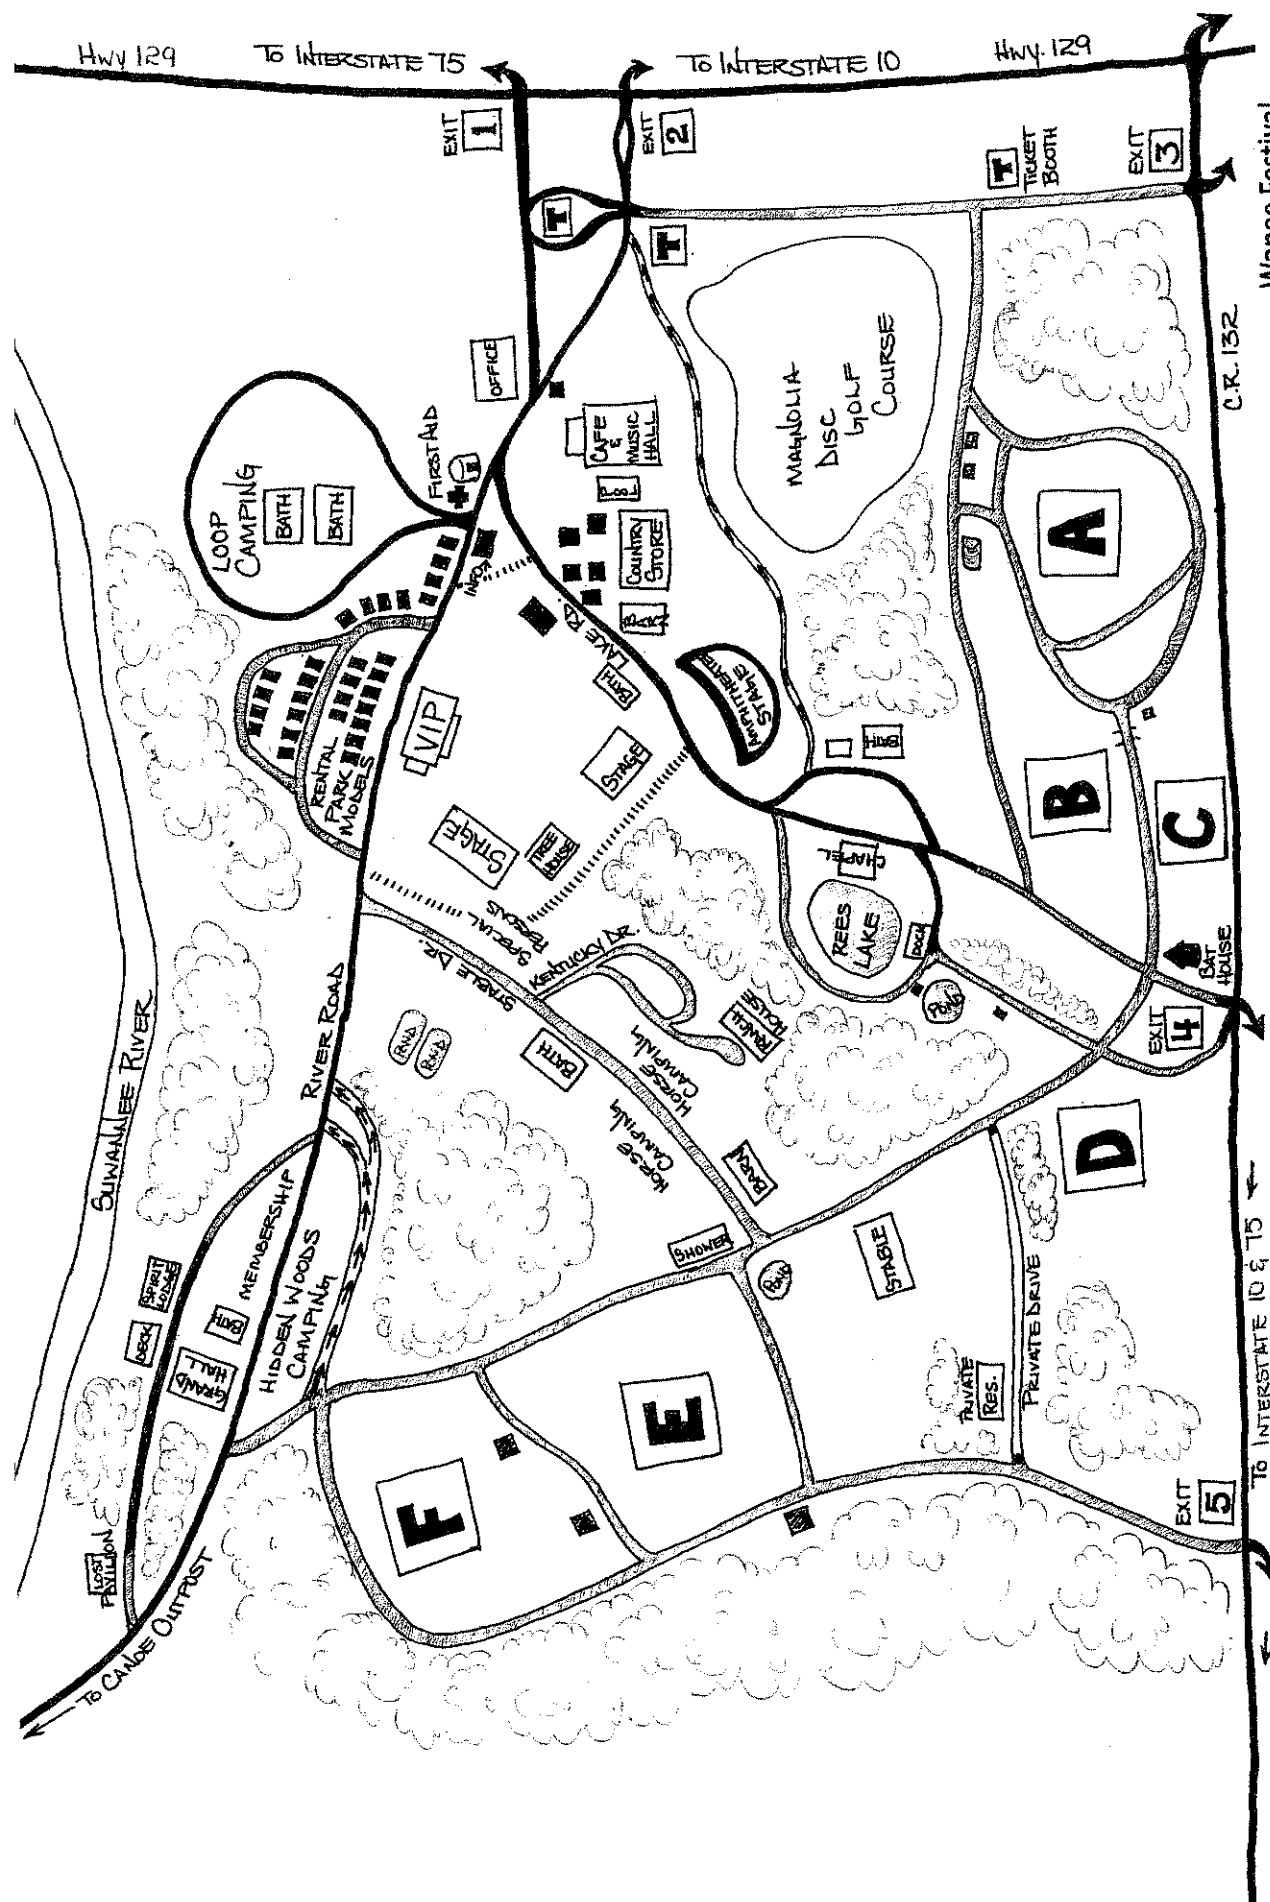 Hwy 129
To INTERSTATE 75
To INTERSTATE 10
Hwy. 129
EXIT
1
EXIT
2
EXIT
3
T
T
T
TICKET
BOOTH
OFFICE
FIRST AID
LOOP
CAMPING
BATH
BATH
CAFE
&
MUSIC
HALL
MAGNOLIA
DISC
GOLF
COURSE
C.R. 132
COUNTRY
STORE
INFO
LAKE RD.
BATH
AMPHITHEATER
STAGE
RENTAL
PARK
MODELS
VIP
STAGE
STAGE
TREE
HOUSE
SPECIAL
PERSONS
A
B
C
CHAPEL
REES
LAKE
DOCK
POND
BAT
HOUSE
EXIT
4
SUWANNEE RIVER
RIVER ROAD
STABLE DR.
KENTUCKY DR.
POND
POND
BATH
HORSE
CAMPING
HORSE
CAMPING
RANCH
HOUSE
BARN
SHOWER
POND
STABLE
D
PRIVATE DRIVE
PRIVATE
RES.
MEMBERSHIP
HIDDEN WOODS
CAMPING
SPIRIT
LODGE
DECK
BATH
GRAND
HALL
LOST
PAVILION
To CANOE OUTPOST
E
F
EXIT
5
To INTERSTATE 10 & 75